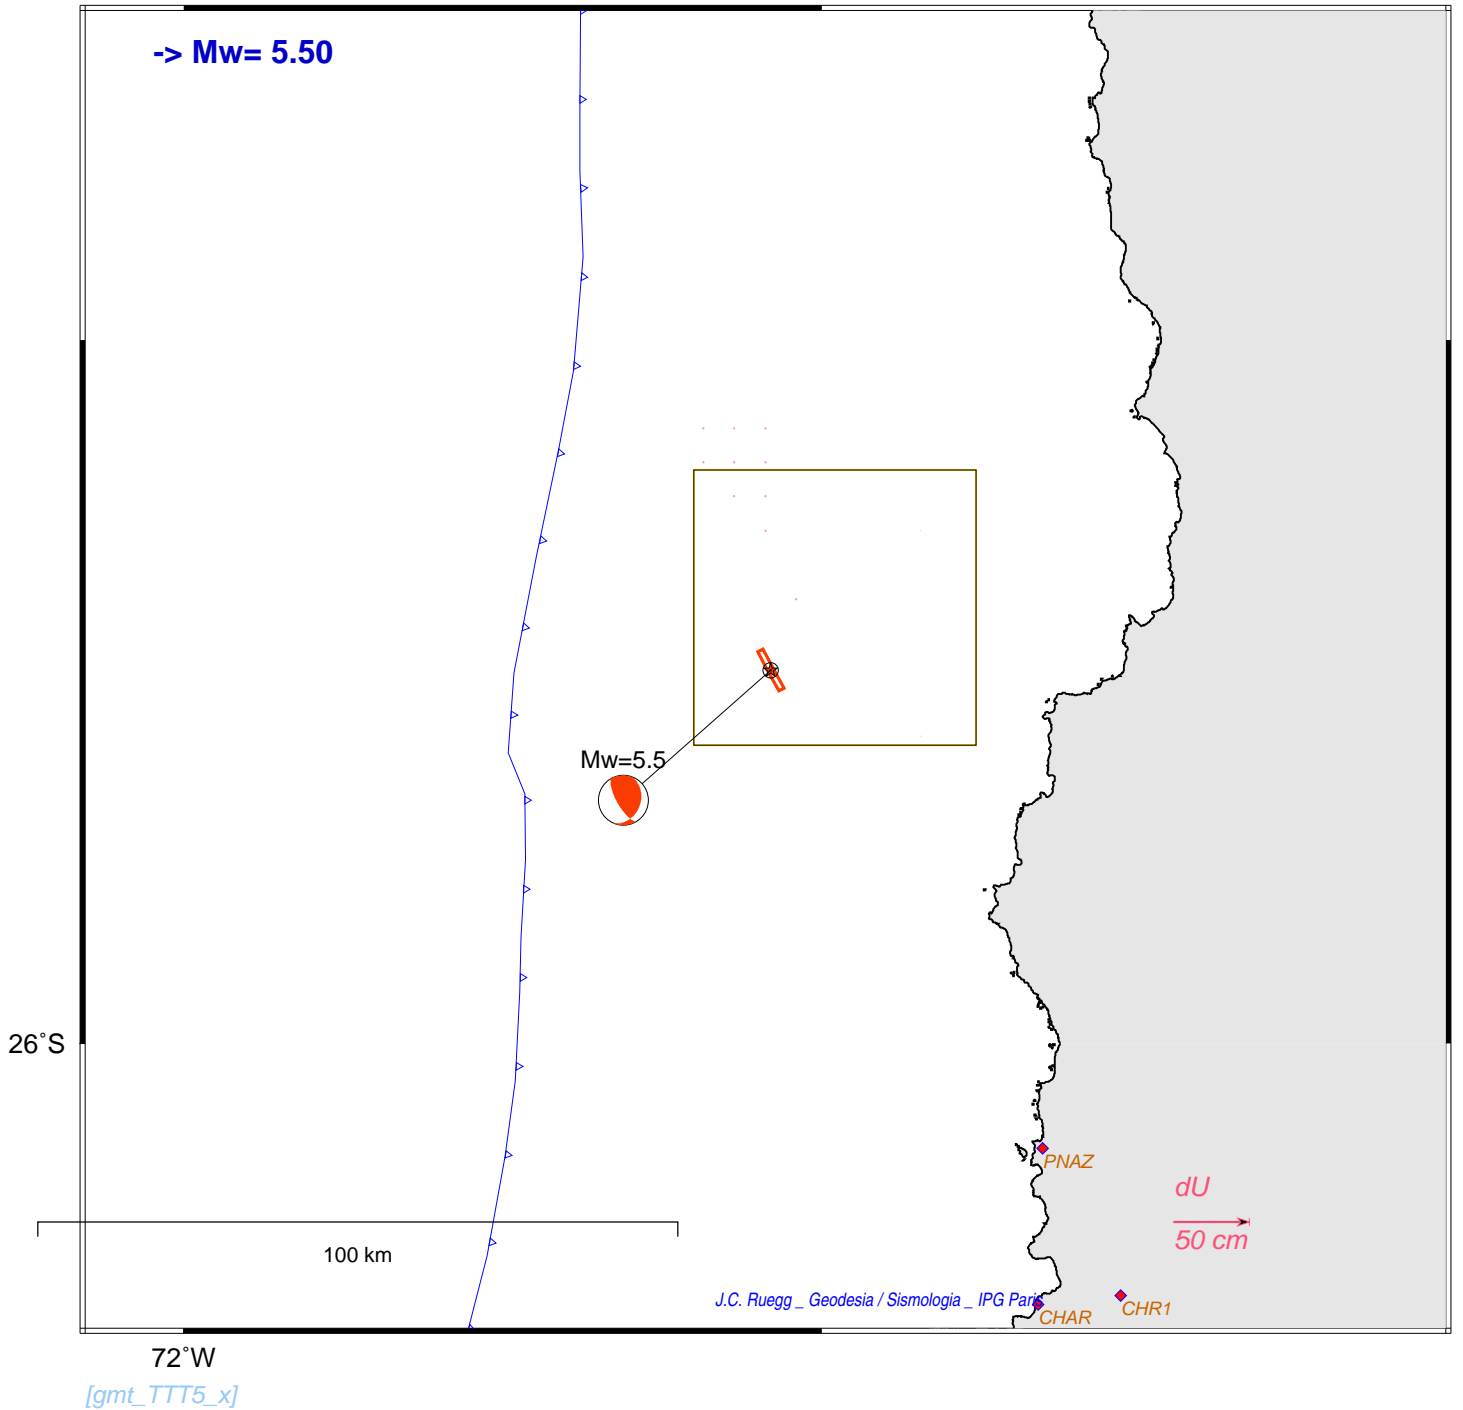 -> Mw= 5.50
Mw=5.5
26°S
PNAZ
dU
50 cm
100 km
J.C. Ruegg _ Geodesia / Sismologia _ IPG Paris
CHAR
CHR1
72°W
[gmt_TTT5_x]